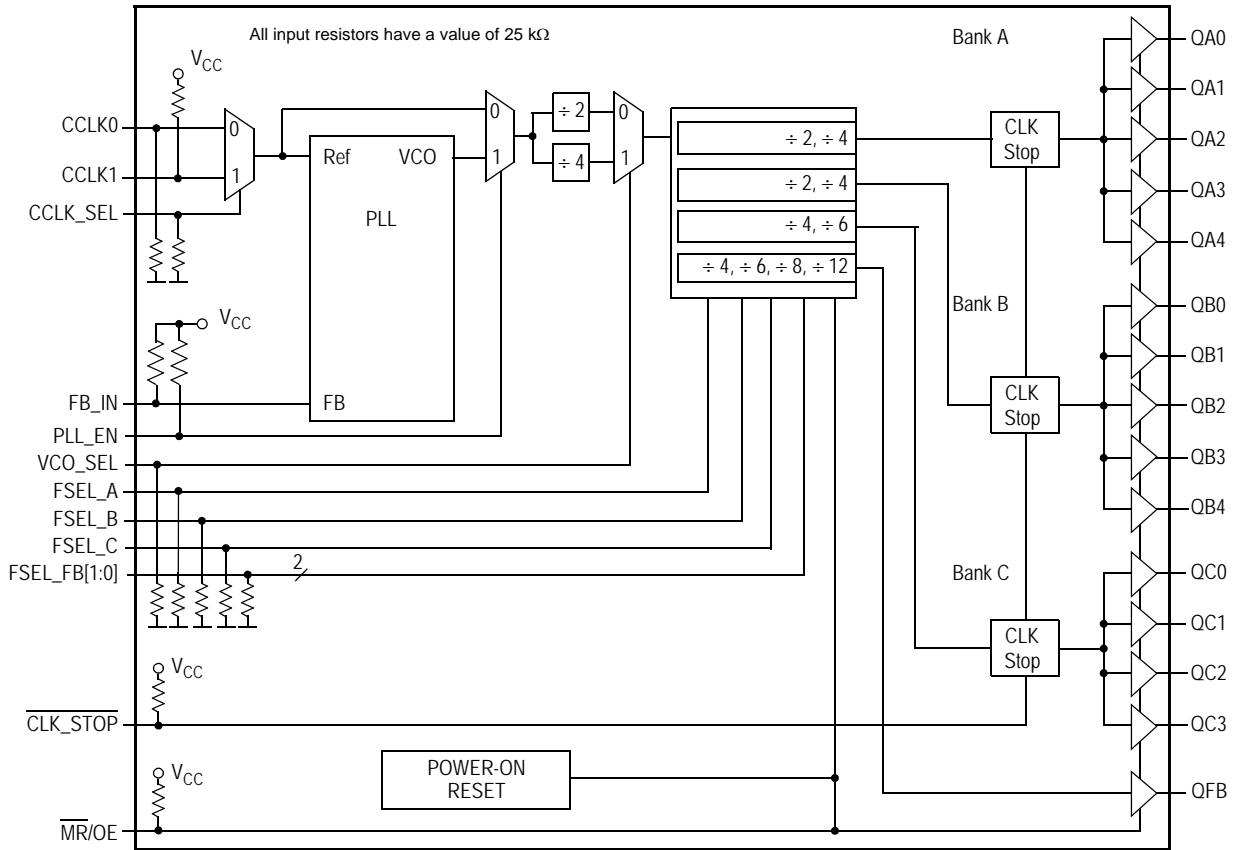 All input resistors have a value of 25 kΩ
Bank A
VCC
CCLK0
CCLK1
CCLK_SEL
0
1
Ref
VCO
PLL
FB
0
1
÷ 2
÷ 4
0
1
÷ 2, ÷ 4
÷ 2, ÷ 4
÷ 4, ÷ 6
÷ 4, ÷ 6, ÷ 8, ÷ 12
CLK
Stop
QA0
QA1
QA2
QA3
QA4
VCC
FB_IN
PLL_EN
VCO_SEL
FSEL_A
FSEL_B
FSEL_C
FSEL_FB[1:0]
2
Bank B
CLK
Stop
QB0
QB1
QB2
QB3
QB4
Bank C
CLK
Stop
QC0
QC1
QC2
QC3
VCC
CLK_STOP
VCC
MR/OE
POWER-ON
RESET
QFB